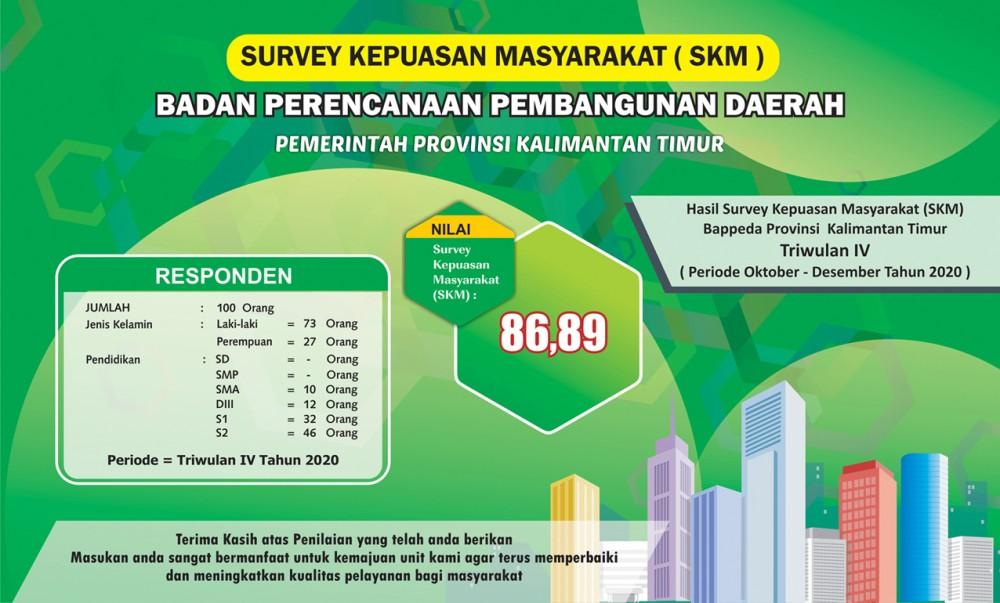 SURVEY KEPUASAN MASYARAKAT ( SKM )
BADAN PERENCANAAN PEMBANGUNAN DAERAH
PEMERINTAH PROVINSI KALIMANTAN TIMUR
Hasil Survey Kepuasan Masyarakat (SKM)
Bappeda Provinsi Kalimantan Timur
Triwulan IV
( Periode Oktober - Desember Tahun 2020 )
NILAI
Survey
Kepuasan
Masyarakat
(SKM) :
86,89
RESPONDEN
JUMLAH : 100 Orang
Jenis Kelamin : Laki-laki = 73 Orang
Perempuan = 27 Orang
Pendidikan : SD = - Orang
SMP = - Orang
SMA = 10 Orang
DIII = 12 Orang
S1 = 32 Orang
S2 = 46 Orang
Periode = Triwulan IV Tahun 2020
Terima Kasih atas Penilaian yang telah anda berikan
Masukan anda sangat bermanfaat untuk kemajuan unit kami agar terus memperbaiki
dan meningkatkan kualitas pelayanan bagi masyarakat